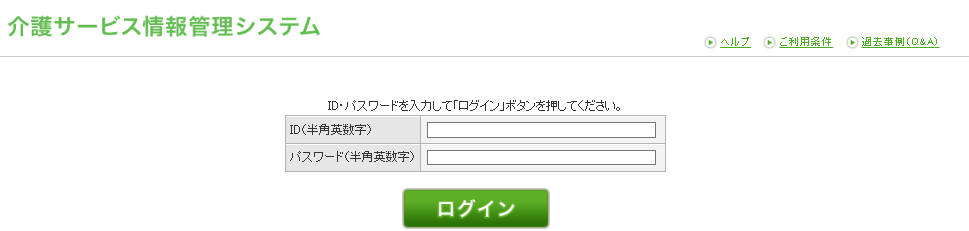 介護サービス情報管理システム
ヘルプ ご利用条件 過去事例(Q&A)
ID・パスワードを入力して「ログイン」ボタンを押してください。
ID(半角英数字)
パスワード(半角英数字)
ログイン